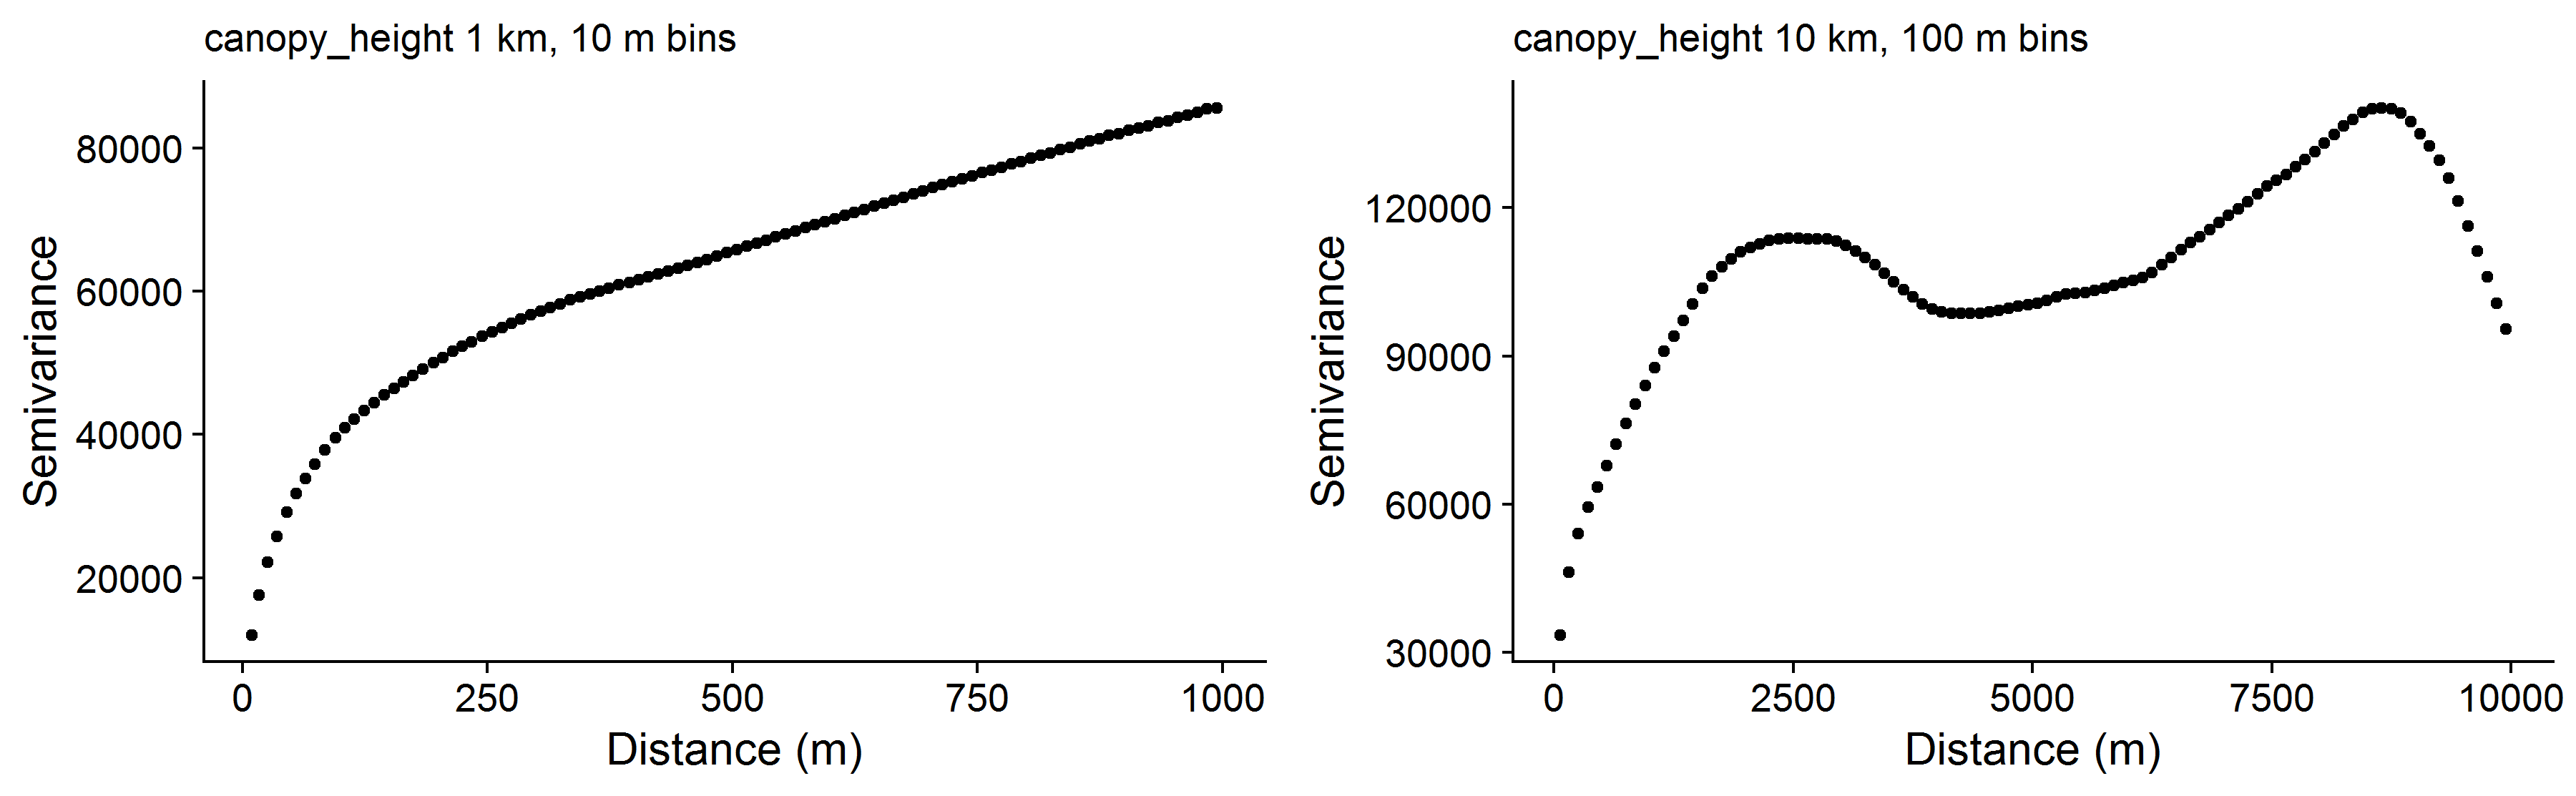 canopy_height 1 km, 10 m bins
Semivariance
80000
60000
40000
20000
0 250 500 750 1000
Distance (m)
canopy_height 10 km, 100 m bins
Semivariance
120000
90000
60000
30000
0 2500 5000 7500 10000
Distance (m)